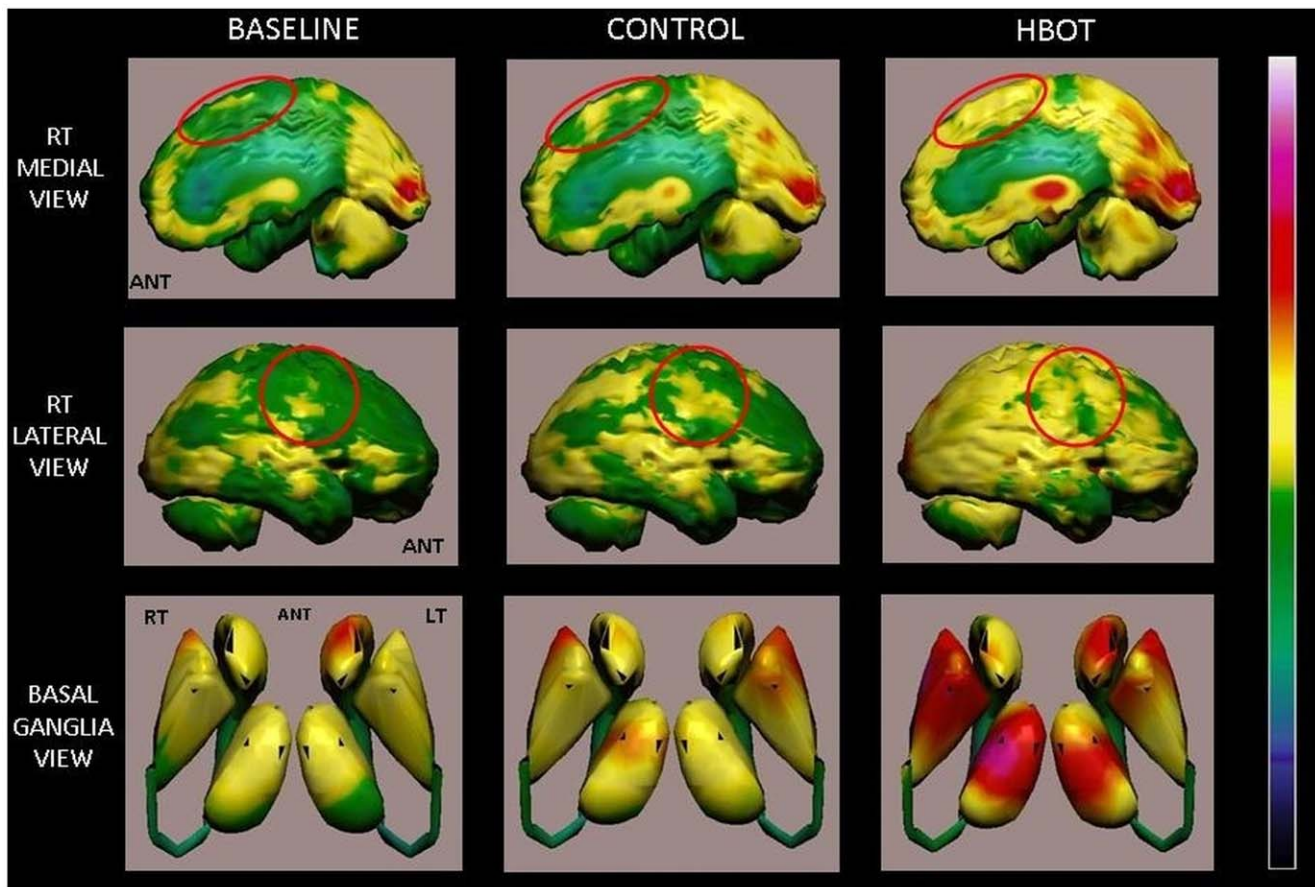 BASELINE
CONTROL
HBOT
RT
MEDIAL
VIEW
ANT
RT
LATERAL
VIEW
ANT
RT
ANT
LT
BASAL
GANGLIA
VIEW